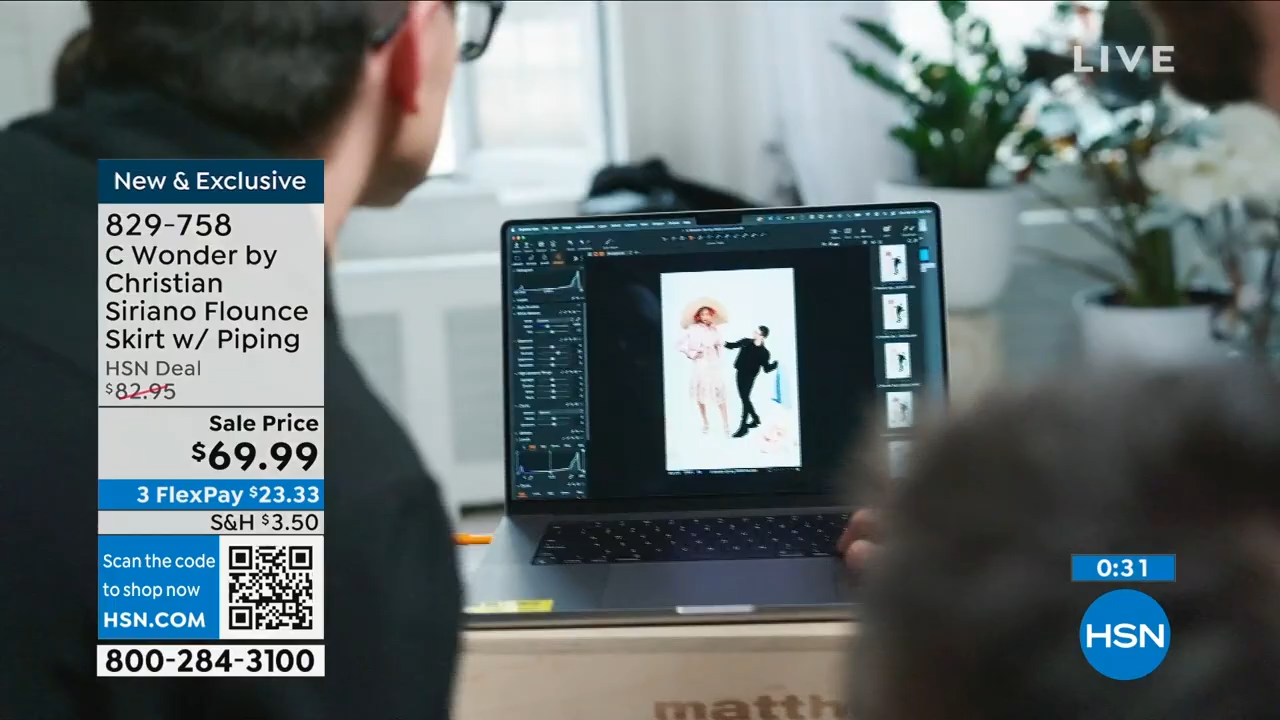 LIVE
New & Exclusive
829-758
C Wonder by
Christian
Siriano Flounce
Skirt w/ Piping
HSN Deal
$82.95
Sale Price
$69.99
3 FlexPay $23.33
S&H $3.50
Scan the code
to shop now
HSN.COM
800-284-3100
0:31
HSN
matth